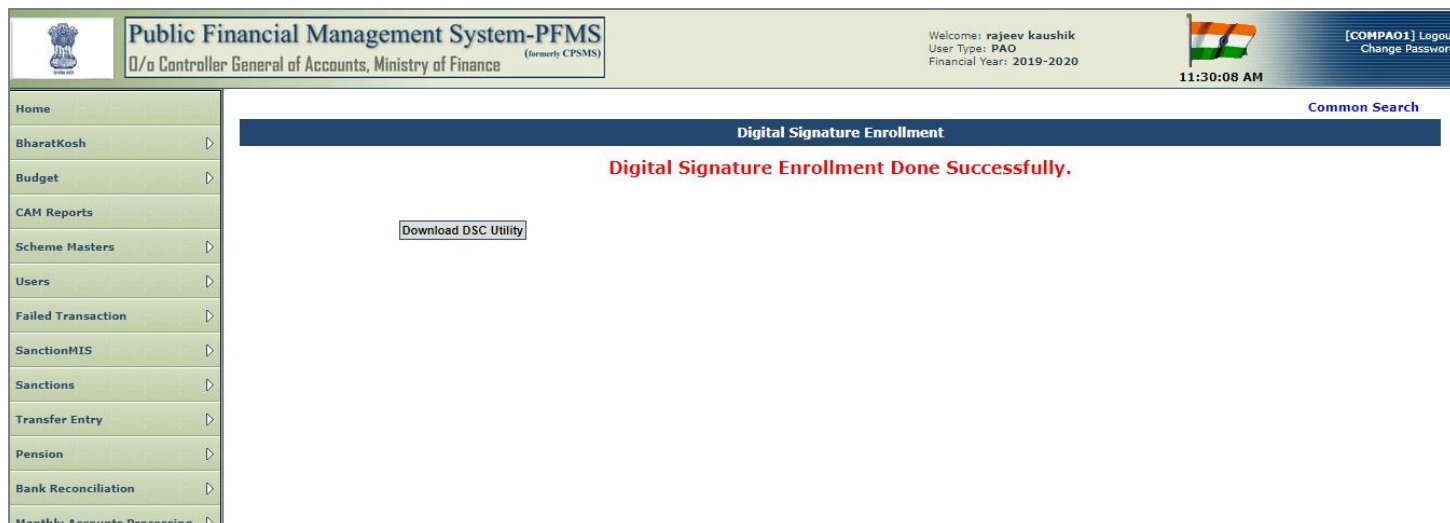 Public Financial Management System-PFMS
(formerly CPSMS)
O/o Controller General of Accounts, Ministry of Finance
Welcome: rajeev kaushik
User Type: PAO
Financial Year: 2019-2020
11:30:08 AM
[COMPAO1] Logou
Change Passwor
Home
BharatKosh
Budget
CAM Reports
Scheme Masters
Users
Failed Transaction
SanctionMIS
Sanctions
Transfer Entry
Pension
Bank Reconciliation
Monthly Accounts Processing
Common Search
Digital Signature Enrollment
Digital Signature Enrollment Done Successfully.
Download DSC Utility